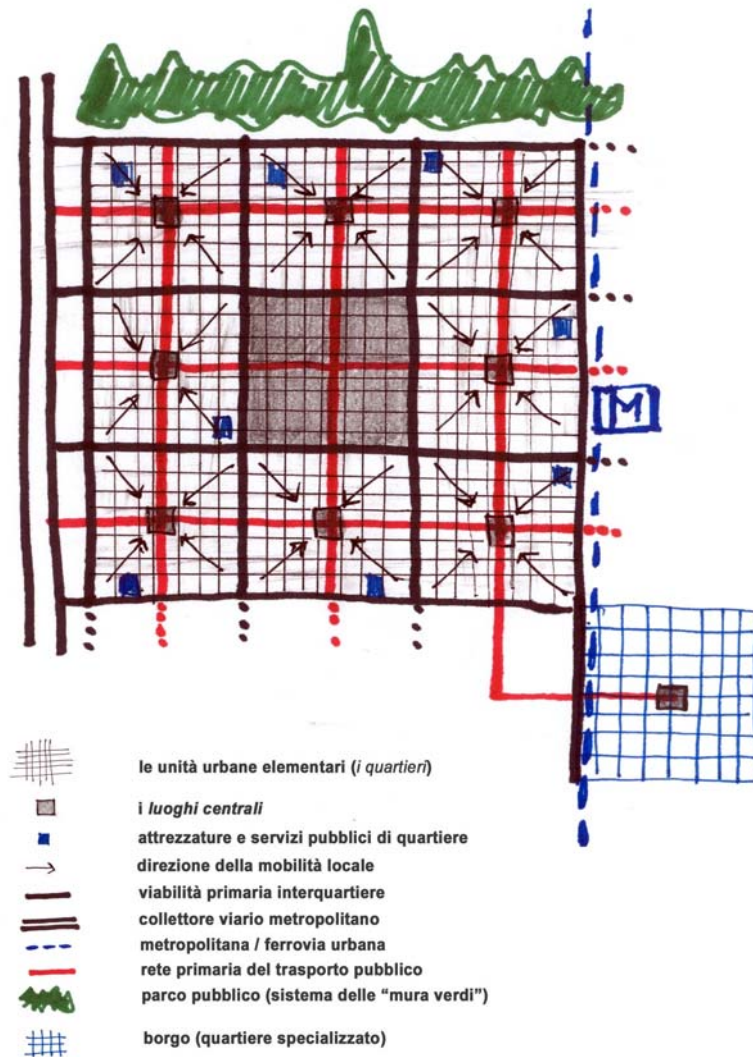 M
le unità urbane elementari (i quartieri)
i luoghi centrali
attrezzature e servizi pubblici di quartiere
direzione della mobilità locale
viabilità primaria interquartiere
collettore viario metropolitano
metropolitana / ferrovia urbana
rete primaria del trasporto pubblico
parco pubblico (sistema delle “mura verdi”)
borgo (quartiere specializzato)